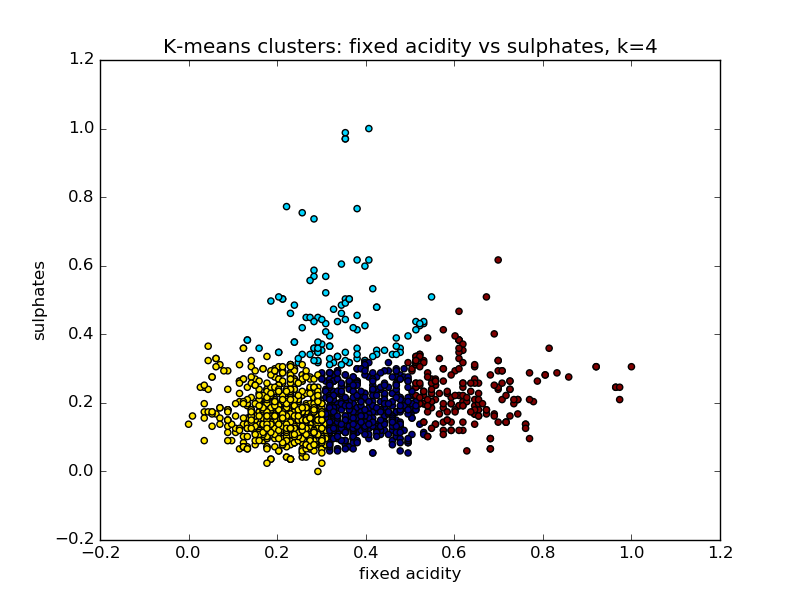 K-means clusters: fixed acidity vs sulphates, k=4
1.2
1.0
0.8
0.6
0.4
0.2
0.0
−0.2
sulphates
−0.2 0.0 0.2 0.4 0.6 0.8 1.0 1.2
fixed acidity